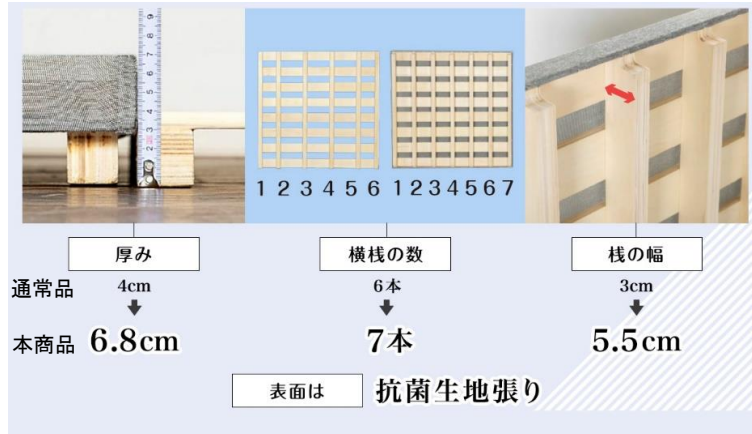 1 2 3 4 5 6
1 2 3 4 5 6 7
厚み
横桟の数
桟の幅
通常品
4cm
6本
3cm
本商品
6.8cm
7本
5.5cm
表面は
抗菌生地張り